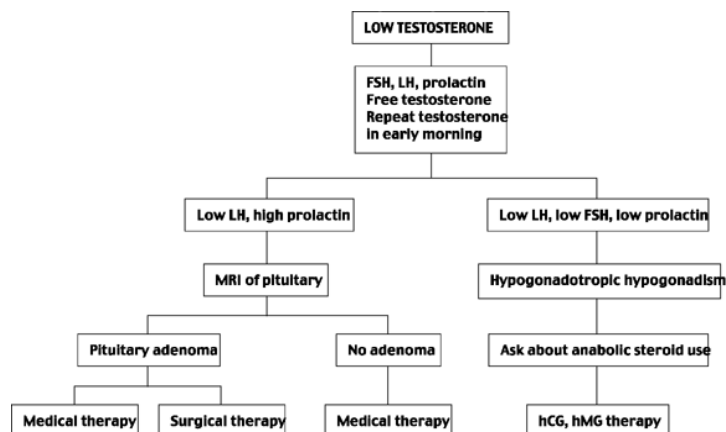 LOW TESTOSTERONE
FSH, LH, prolactin
Free testosterone
Repeat testosterone
in early morning
Low LH, high prolactin
Low LH, low FSH, low prolactin
MRI of pituitary
Hypogonadotropic hypogonadism
Pituitary adenoma
No adenoma
Ask about anabolic steroid use
Medical therapy
Surgical therapy
Medical therapy
hCG, hMG therapy